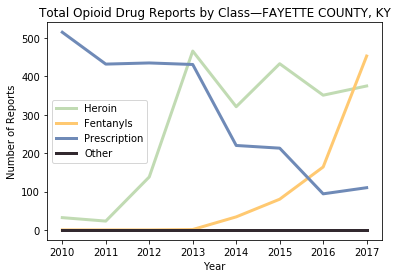 Total Opioid Drug Reports by Class—FAYETTE COUNTY, KY
500
400
300
200
100
0
Number of Reports
Heroin
Fentanyls
Prescription
Other
2010 2011 2012 2013 2014 2015 2016 2017
Year